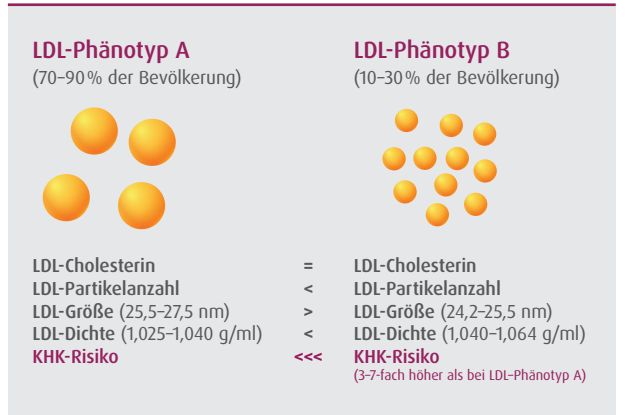 LDL-Phänotyp A
(70–90 % der Bevölkerung)
LDL-Phänotyp B
(10–30 % der Bevölkerung)
LDL-Cholesterin = LDL-Cholesterin
LDL-Partikelanzahl < LDL-Partikelanzahl
LDL-Größe (25,5–27,5 nm) > LDL-Größe (24,2–25,5 nm)
LDL-Dichte (1,025–1,040 g/ml) < LDL-Dichte (1,040–1,064 g/ml)
KHK-Risiko <<< KHK-Risiko
(3–7-fach höher als bei LDL–Phänotyp A)